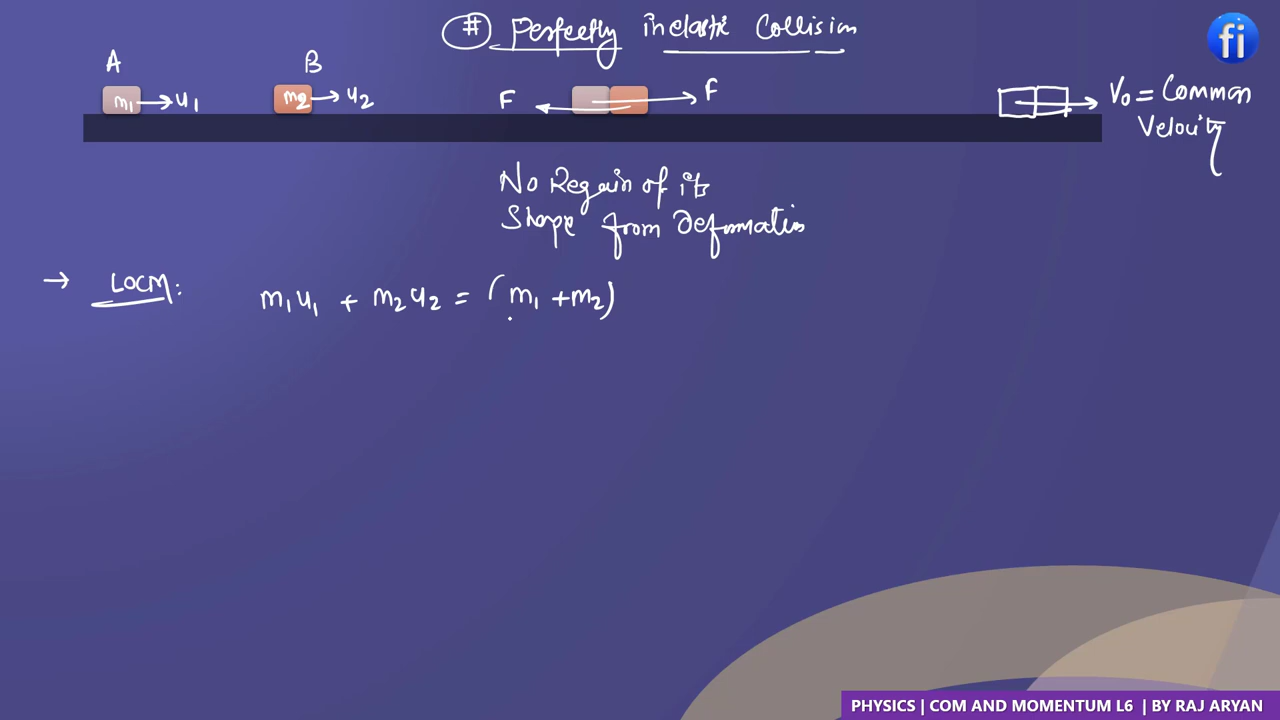 # Perfectly inelastic Collision
fi
A B
m1 u1 m2 u2 F F V0 = Common
Velocity
No Regain of its
Shape from Deformation
→ LOCM:
m1u1 + m2u2 = (m1 + m2)
PHYSICS | COM AND MOMENTUM L6 | BY RAJ ARYAN